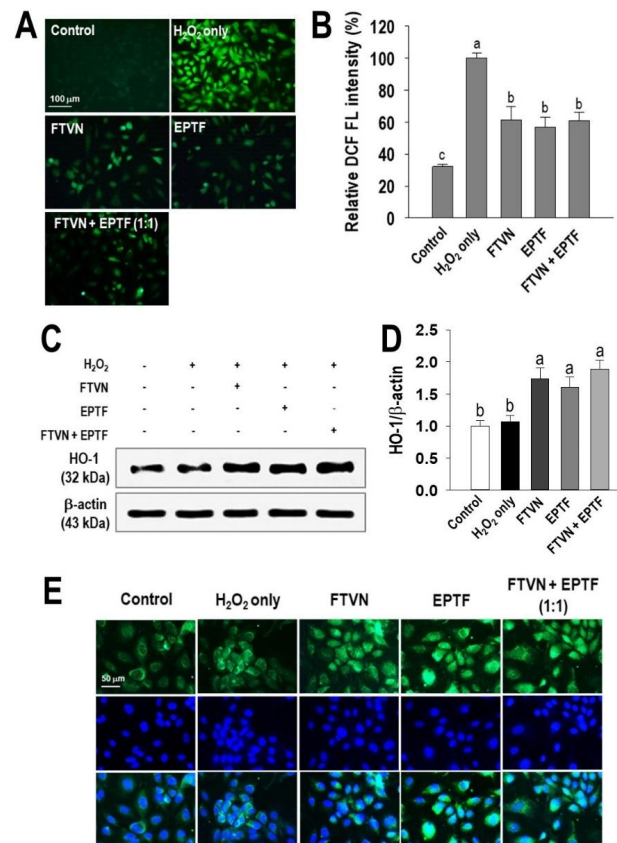 A
Control
H₂O₂ only
100 μm
FTVN
EPTF
FTVN + EPTF (1:1)
B
Relative DCF FL intensity (%)
120
100
80
60
40
20
0
c
a
b
b
b
Control
H₂O₂ only
FTVN
EPTF
FTVN + EPTF
C
H₂O₂ - + + + +
FTVN - - + - -
EPTF - - - + -
FTVN + EPTF - - - - +
HO-1
(32 kDa)
β-actin
(43 kDa)
D
HO-1/β-actin
2.5
2.0
1.5
1.0
0.5
0.0
b
b
a
a
a
Control
H₂O₂ only
FTVN
EPTF
FTVN + EPTF
E
Control
H₂O₂ only
FTVN
EPTF
FTVN + EPTF
(1:1)
50 μm